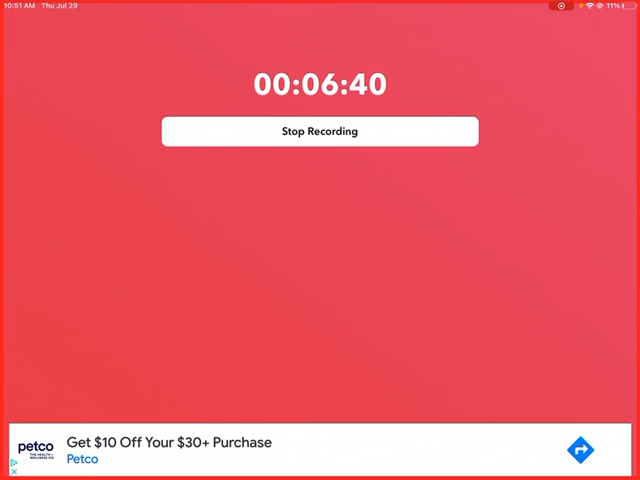 10:51 AM Thu Jul 29
11%
00:06:40
Stop Recording
petco
THE HEALTH +
WELLNESS CO.
Get $10 Off Your $30+ Purchase
Petco